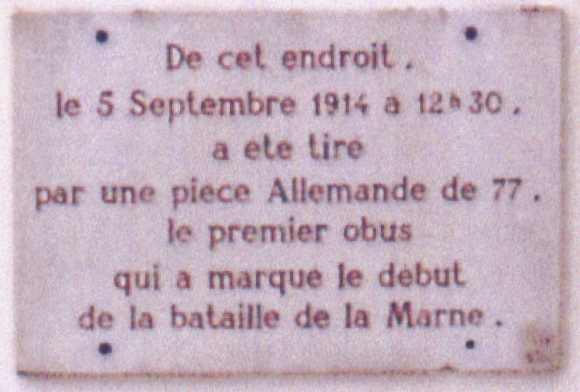 De cet endroit.
le 5 Septembre 1914 a 12h30.
a ete tire
par une piece Allemande de 77.
le premier obus
qui a marque le debut
de la bataille de la Marne.